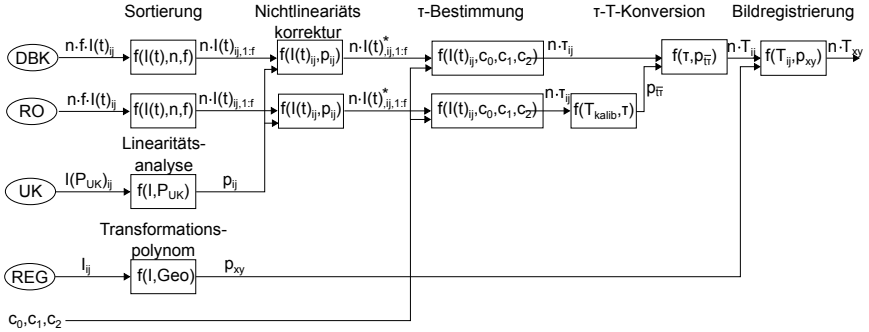 Sortierung
Nichtlinearitäts
korrektur
τ-Bestimmung
τ-T-Konversion
Bildregistrierung
DBK
n·f·I(t)ij
f(I(t),n,f)
n·I(t)ij,1:f
f(I(t)ij,pij)
n·I(t)*,ij,1:f
f(I(t)ij,c0,c1,c2)
n·τij
f(τ,pττ)
n·Tij
f(Tij,pxy)
n·Txy
RO
n·f·I(t)ij
f(I(t),n,f)
n·I(t)ij,1:f
f(I(t)ij,pij)
n·I(t)*,ij,1:f
f(I(t)ij,c0,c1,c2)
n·τij
f(Tkalib,τ)
pττ
Linearitäts-
analyse
UK
I(PUK)ij
f(I,PUK)
pij
Transformations-
polynom
REG
Iij
f(I,Geo)
pxy
c0,c1,c2